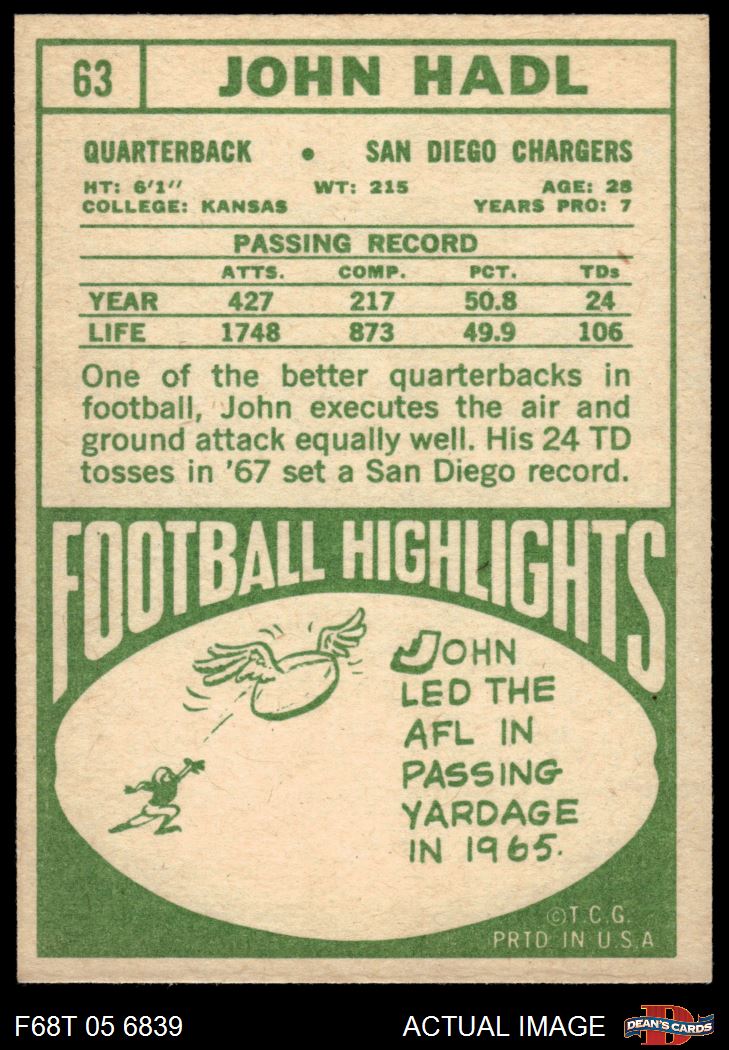 63 JOHN HADL
QUARTERBACK • SAN DIEGO CHARGERS
HT: 6'1" WT: 215 AGE: 28
COLLEGE: KANSAS YEARS PRO: 7
PASSING RECORD
ATTS. COMP. PCT. TDs
YEAR 427 217 50.8 24
LIFE 1748 873 49.9 106
One of the better quarterbacks in
football, John executes the air and
ground attack equally well. His 24 TD
tosses in '67 set a San Diego record.
FOOTBALL HIGHLIGHTS
JOHN
LED THE
AFL IN
PASSING
YARDAGE
IN 1965.
©T.C.G.
PRTD IN U.S.A
F68T 05 6839 ACTUAL IMAGE DEAN'S CARDS